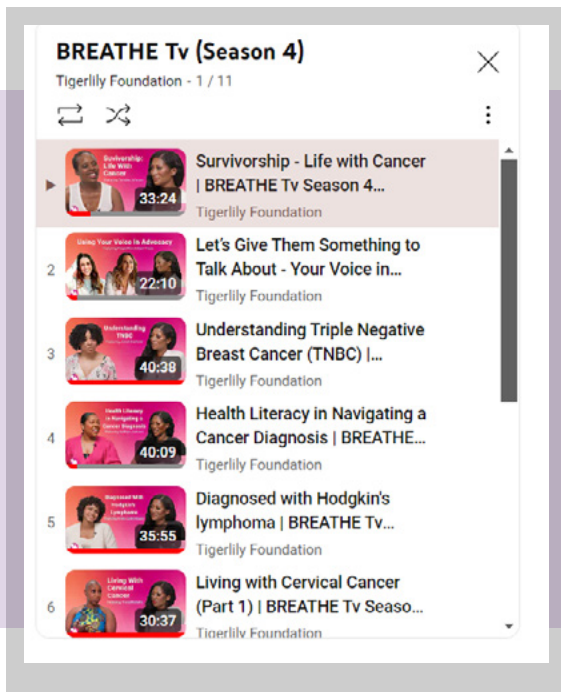 BREATHE Tv (Season 4)
Tigerlily Foundation - 1 / 11
Survivorship:
Life With
Cancer
33:24
Survivorship - Life with Cancer
| BREATHE Tv Season 4...
Tigerlily Foundation
2
Using Your Voice in Advocacy
22:10
Let's Give Them Something to
Talk About - Your Voice in...
Tigerlily Foundation
3
Understanding
TNBC
40:38
Understanding Triple Negative
Breast Cancer (TNBC) |...
Tigerlily Foundation
4
Health Literacy
in Navigating a
Cancer Diagnosis
40:09
Health Literacy in Navigating a
Cancer Diagnosis | BREATHE...
Tigerlily Foundation
5
Diagnosed With
Hodgkin's
Lymphoma
35:55
Diagnosed with Hodgkin's
lymphoma | BREATHE Tv...
Tigerlily Foundation
6
Living With
Cervical
Cancer
30:37
Living with Cervical Cancer
(Part 1) | BREATHE Tv Seaso...
Tigerlily Foundation